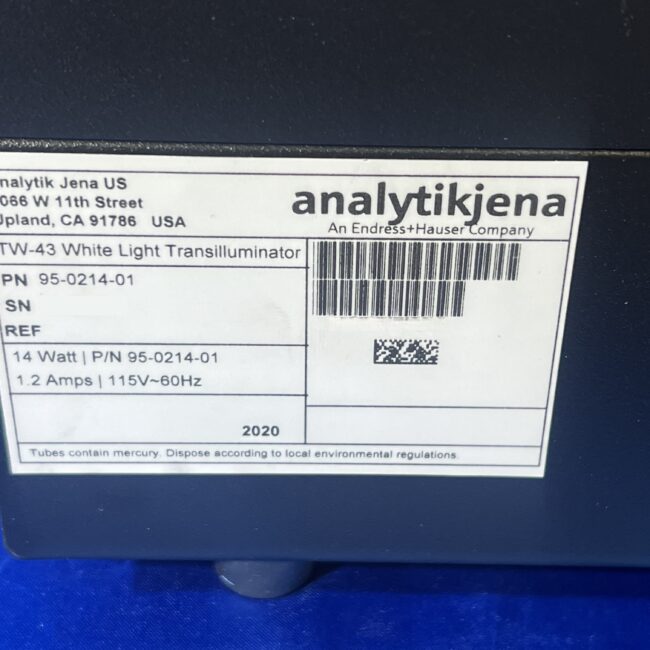 nalytik Jena US
066 W 11th Street
Upland, CA 91786 USA
analytikjena
An Endress+Hauser Company
TW-43 White Light Transilluminator
PN 95-0214-01
SN
REF
14 Watt | P/N 95-0214-01
1.2 Amps | 115V~60Hz
2020
Tubes contain mercury. Dispose according to local environmental regulations.